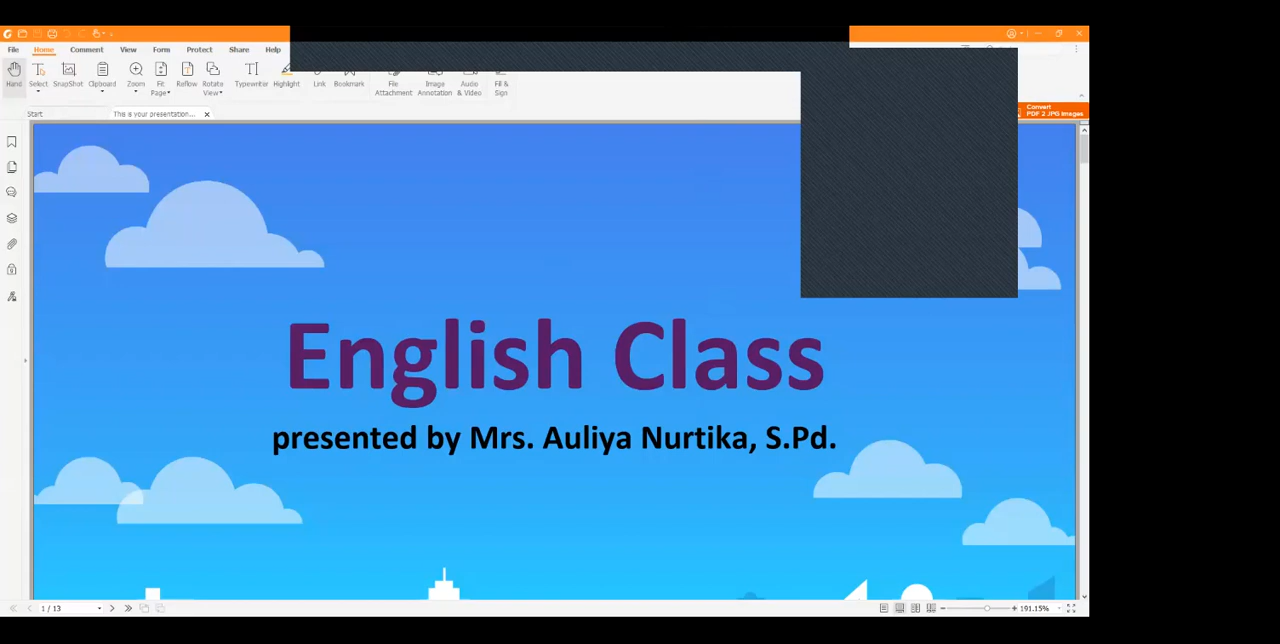 File Home Comment View Form Protect Share Help
Hand Select SnapShot Clipboard Zoom Fit Page Reflow Rotate View Typewriter Highlight Link Bookmark File Attachment Image Annotation Audio & Video Fill & Sign
Start This is your presentation...
Convert
PDF 2 JPG Images
English Class
presented by Mrs. Auliya Nurtika, S.Pd.
1 / 13 191.15%